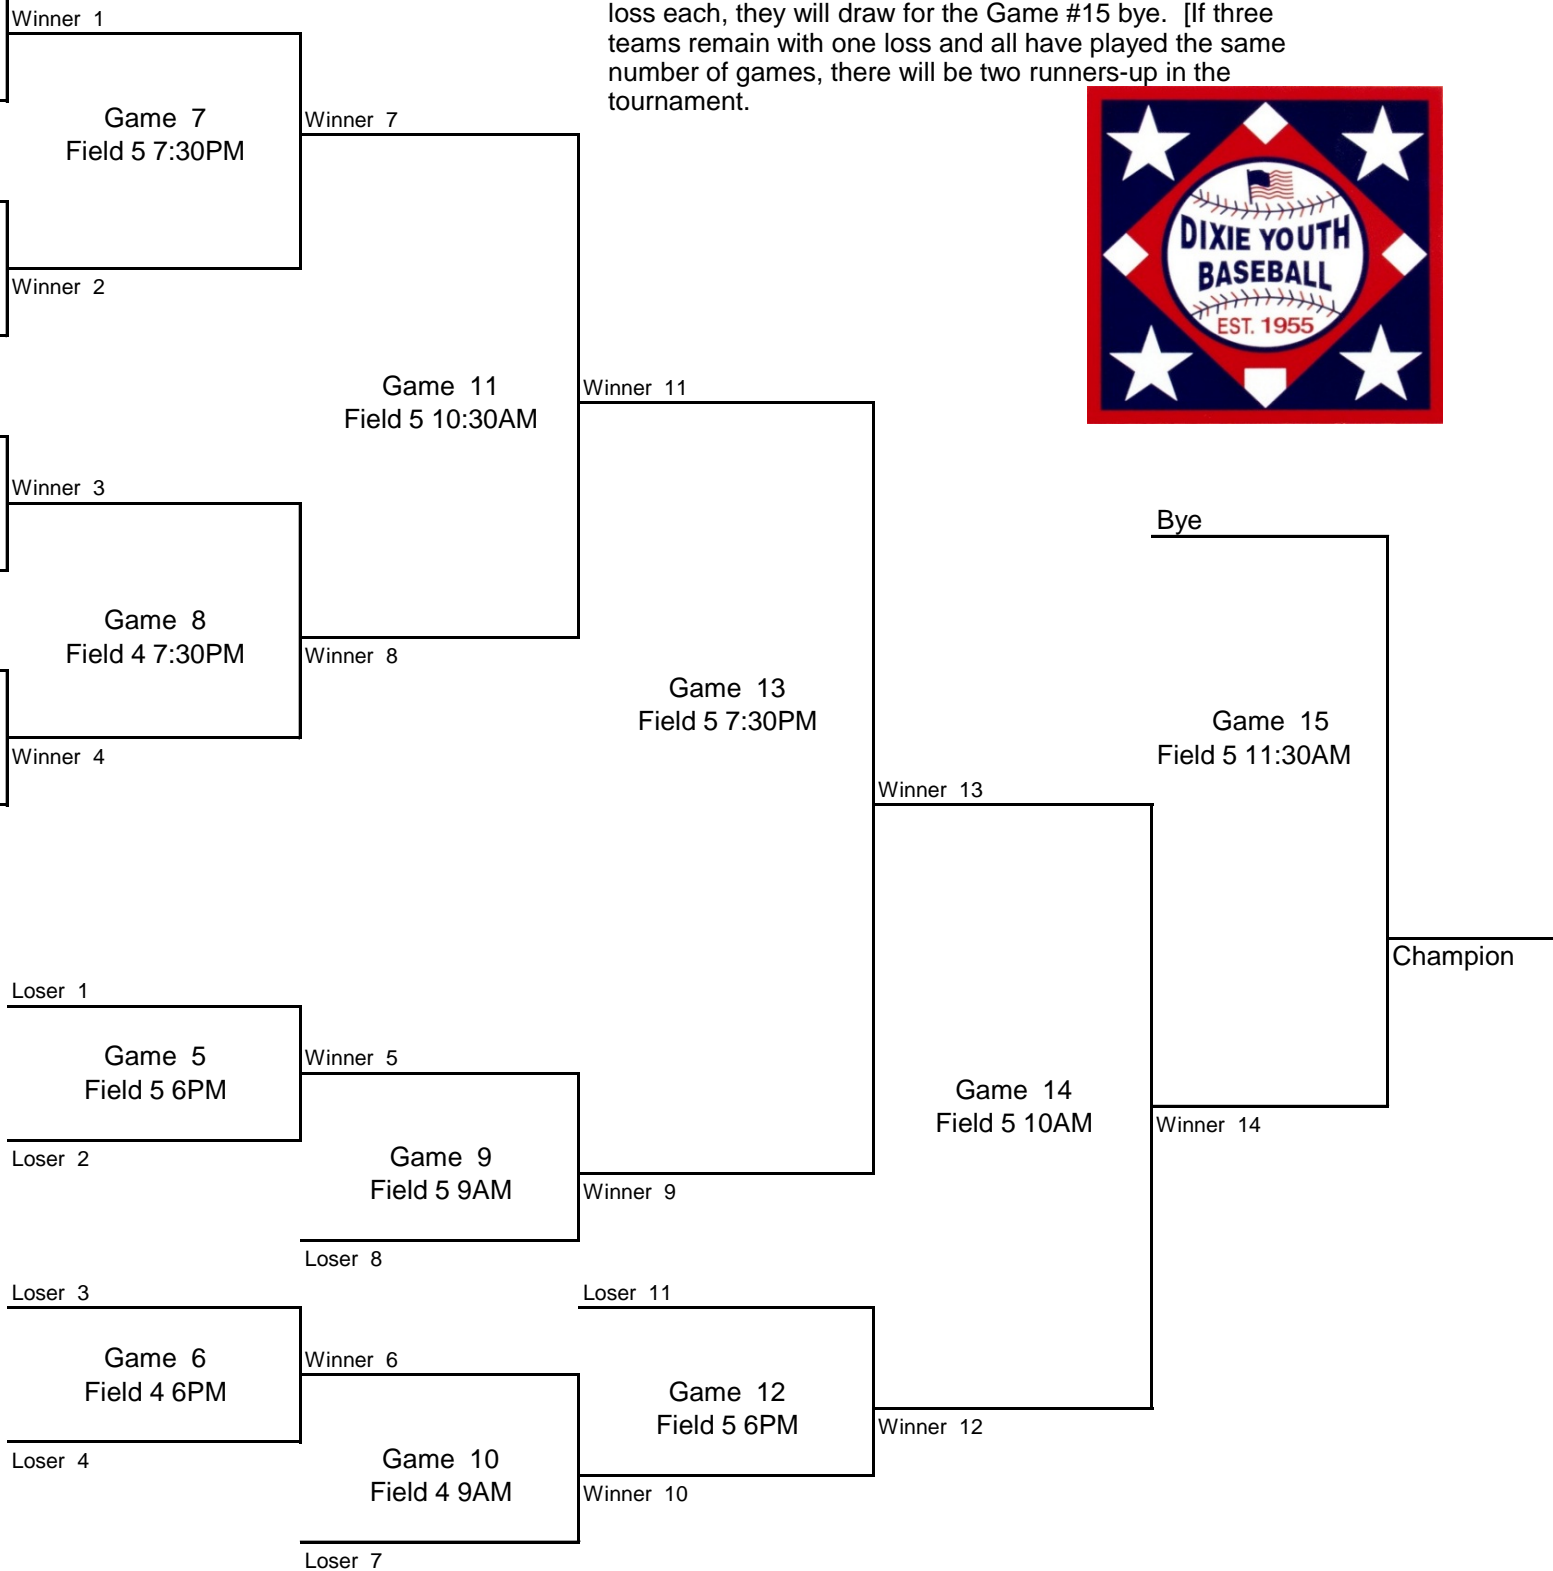 loss each, they will draw for the Game #15 bye.  [If three
teams remain with one loss and all have played the same
number of games, there will be two runners-up in the
tournament.
Winner  1
Game  7
Field 5 7:30PM
Winner  2
Winner  7
DIXIE YOUTH
BASEBALL
EST. 1955
Game  11
Field 5 10:30AM
Winner  11
Winner  3
Game  8
Field 4 7:30PM
Winner  4
Winner  8
Game  13
Field 5 7:30PM
Bye
Game  15
Field 5 11:30AM
Winner  13
Champion
Loser  1
Game  5
Field 5 6PM
Loser  2
Winner  5
Game  9
Field 5 9AM
Winner  9
Loser  8
Game  14
Field 5 10AM
Winner  14
Loser  3
Game  6
Field 4 6PM
Loser  4
Winner  6
Game  10
Field 4 9AM
Loser  7
Loser  11
Game  12
Field 5 6PM
Winner  10
Winner  12